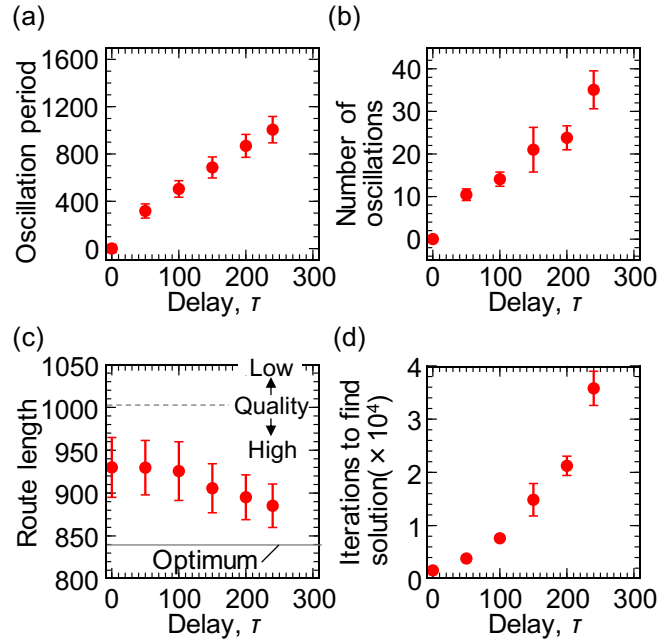 (a)
Oscillation period
1600
1200
800
400
0
0 100 200 300
Delay, τ
(b)
Number of
oscillations
40
30
20
10
0
0 100 200 300
Delay, τ
(c)
Route length
1050
1000
950
900
850
800
Low
Quality
High
Optimum
0 100 200 300
Delay, τ
(d)
Iterations to find
solution(×10⁴)
4
3
2
1
0
0 100 200 300
Delay, τ